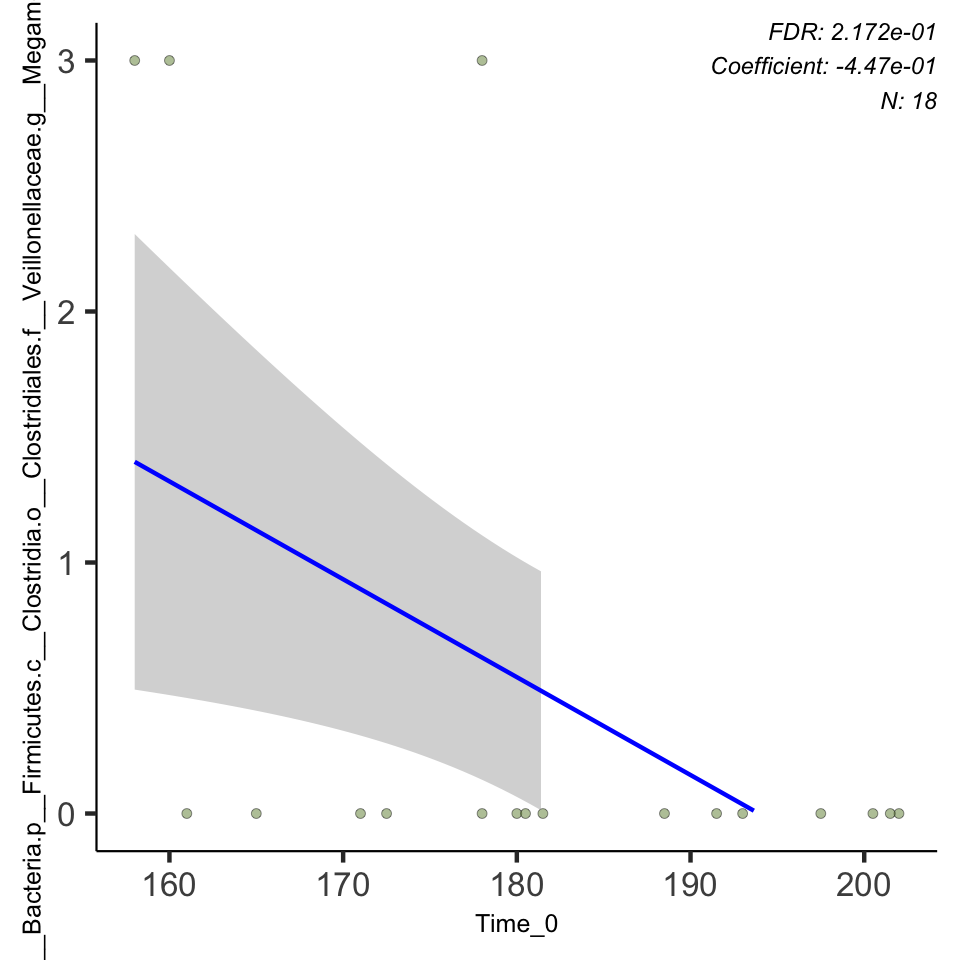 FDR: 2.172e-01
Coefficient: -4.47e-01
N: 18
__Bacteria.p__Firmicutes.c__Clostridia.o__Clostridiales.f__Veillonellaceae.g__Megam
3
2
1
0
160 170 180 190 200
Time_0